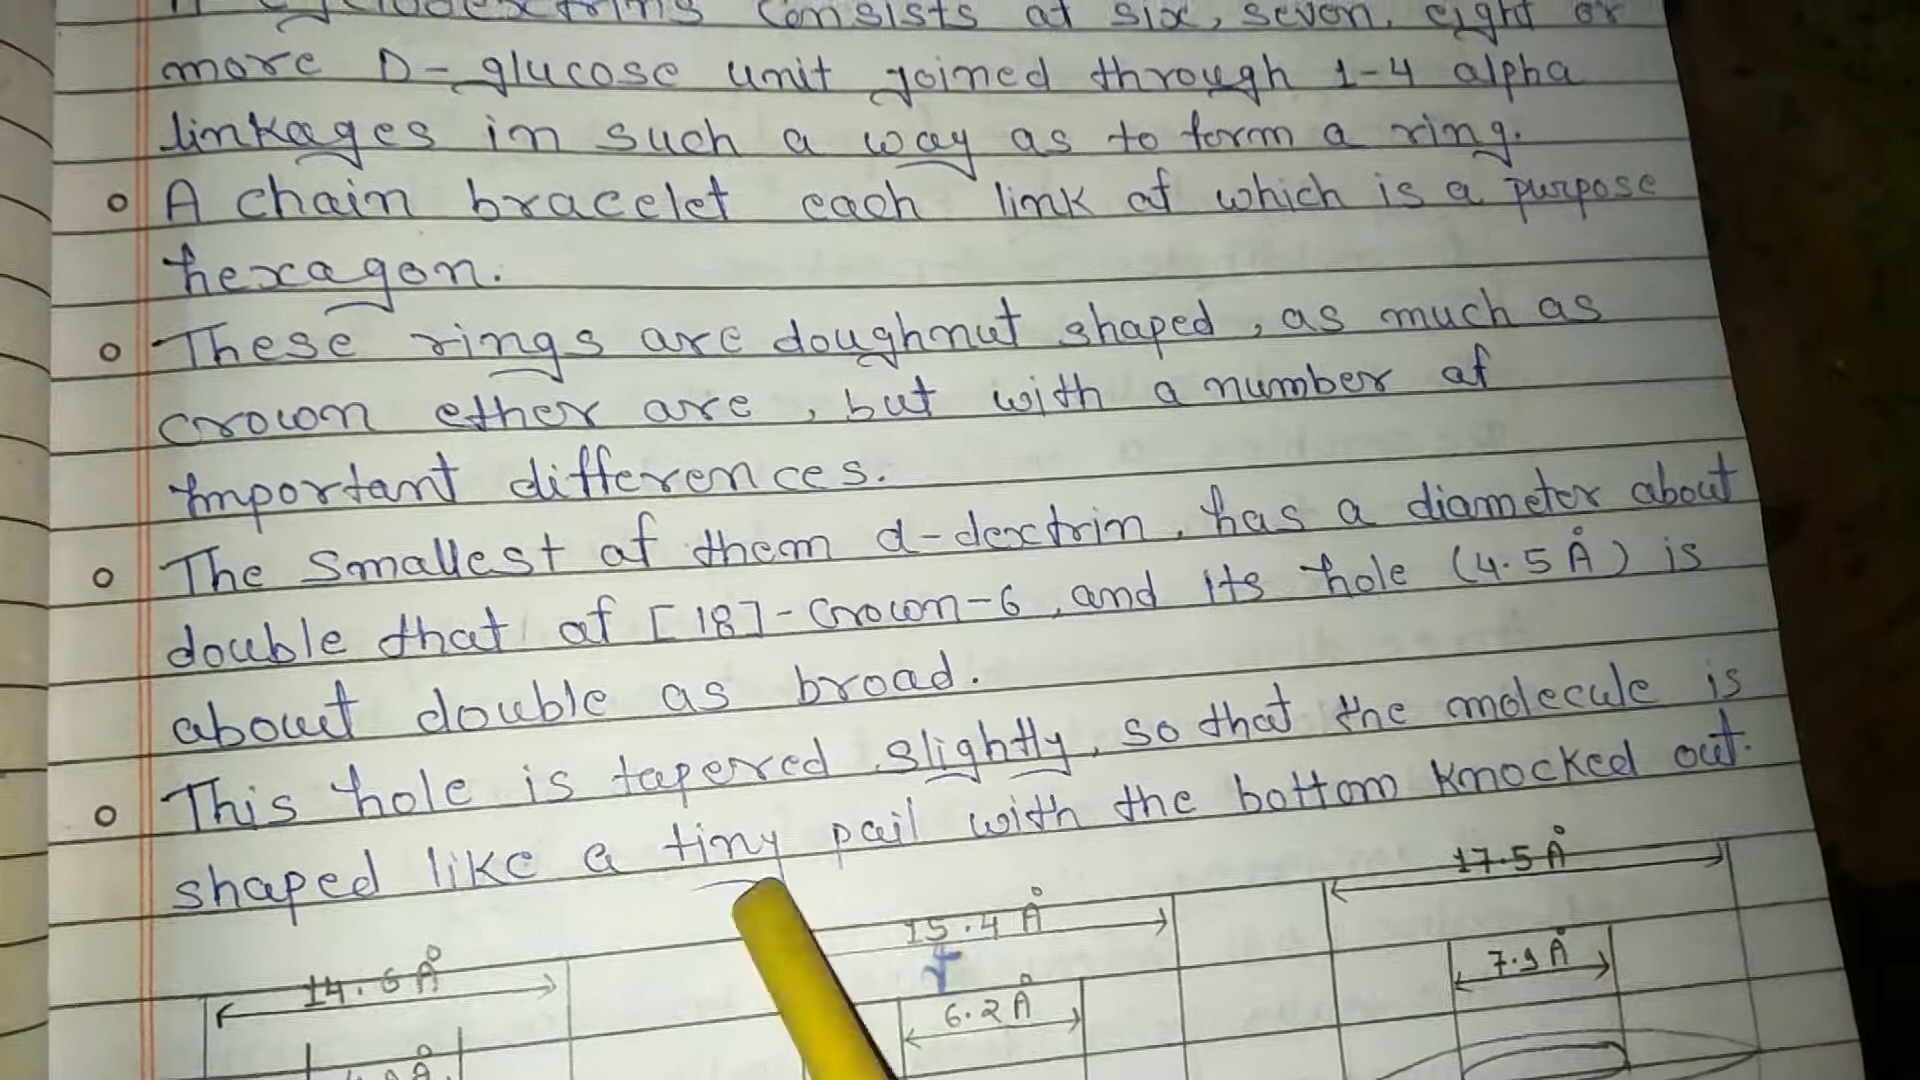 cyclodextrins consists of six, seven, eight or
more D-glucose unit joined through 1-4 alpha
linkages in such a way as to form a ring.
o A chain bracelet each link of which is a purpose
hexagon.
o These rings are doughnut shaped, as much as
crown ether are, but with a number of
important differences.
o The smallest of them α-dextrin, has a diameter about
double that of [18]-crown-6, and its hole (4.5 Å) is
about double as broad.
o This hole is tapered slightly, so that the molecule is
shaped like a tiny pail with the bottom knocked out.
14.6 Å 15.4 Å 17.5 Å
6.2 Å 7.9 Å